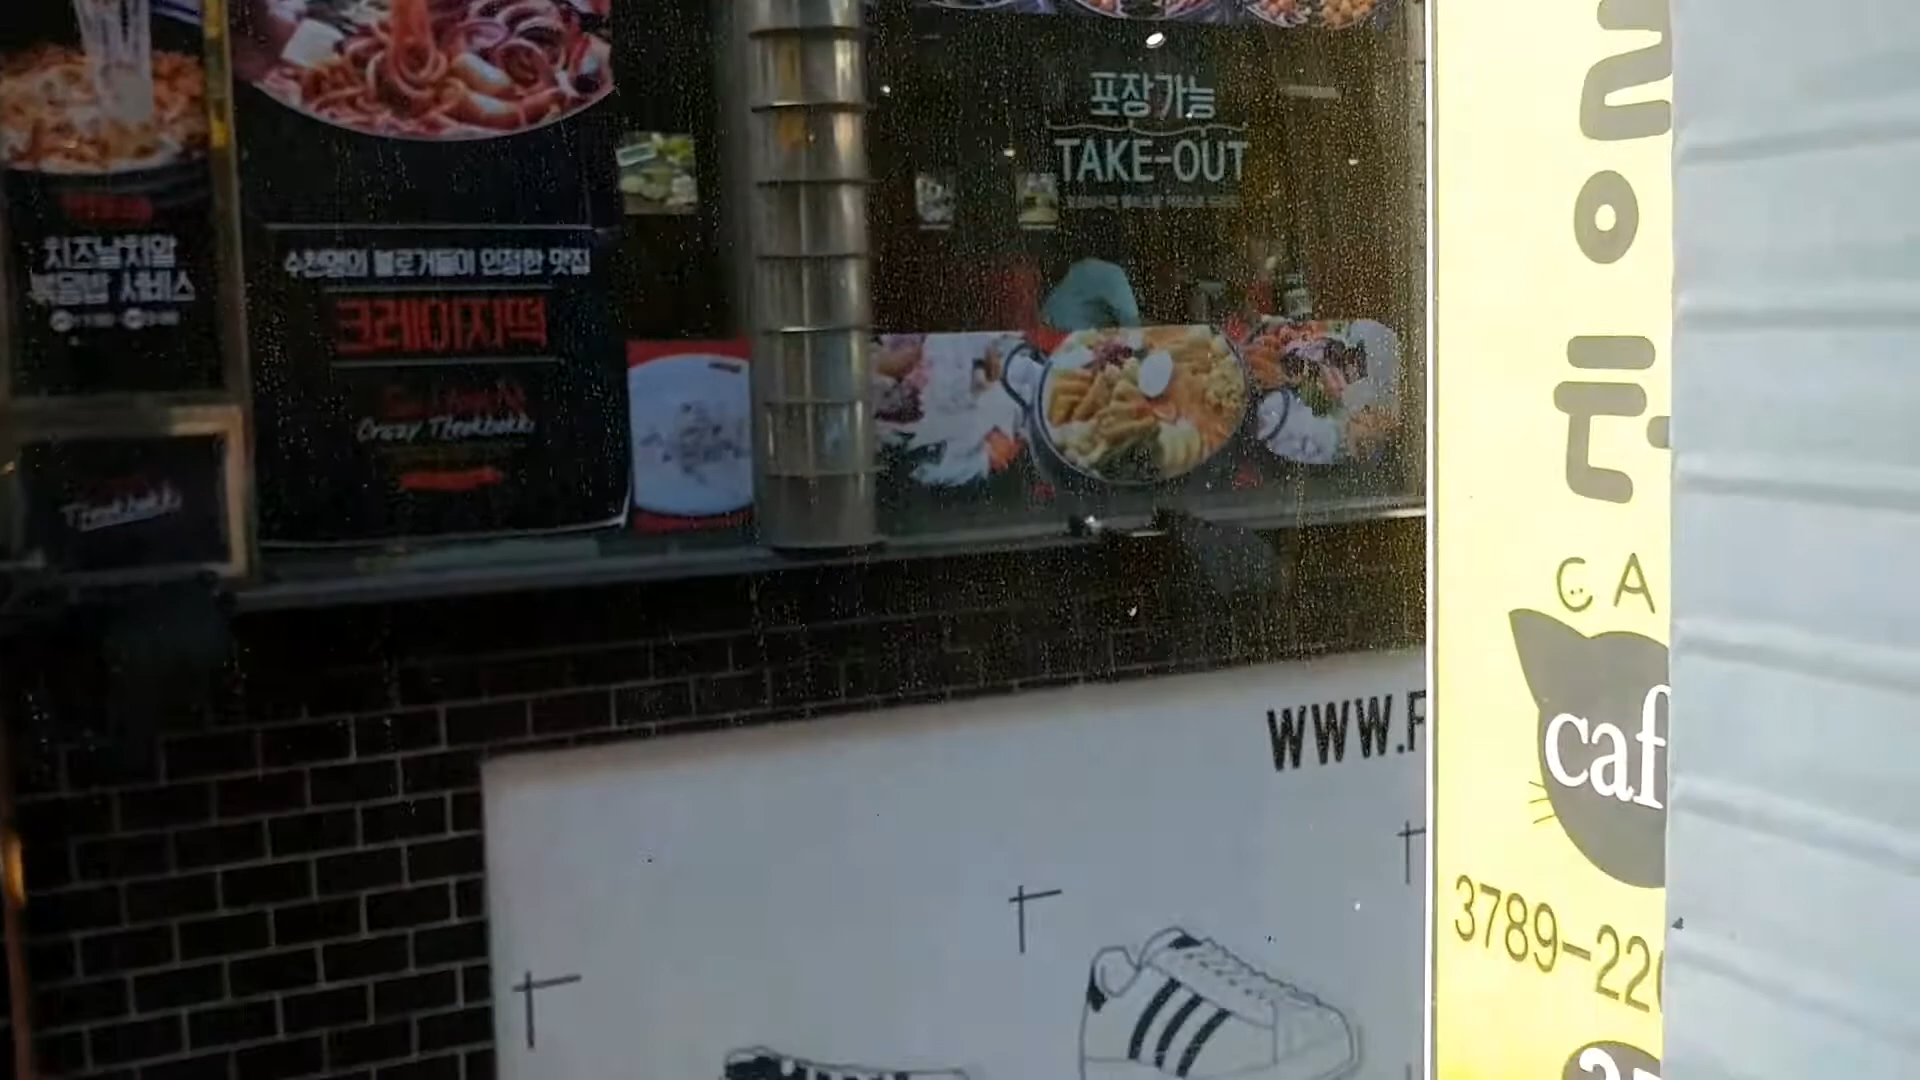 치즈날치알
볶음밥 서비스
Tteokbokki
수천명의 블로거들이 인정한 맛집
크레이지떡
Crazy Tteokbokki
포장가능
TAKE-OUT
WWW.F
CA
caf
3789-220